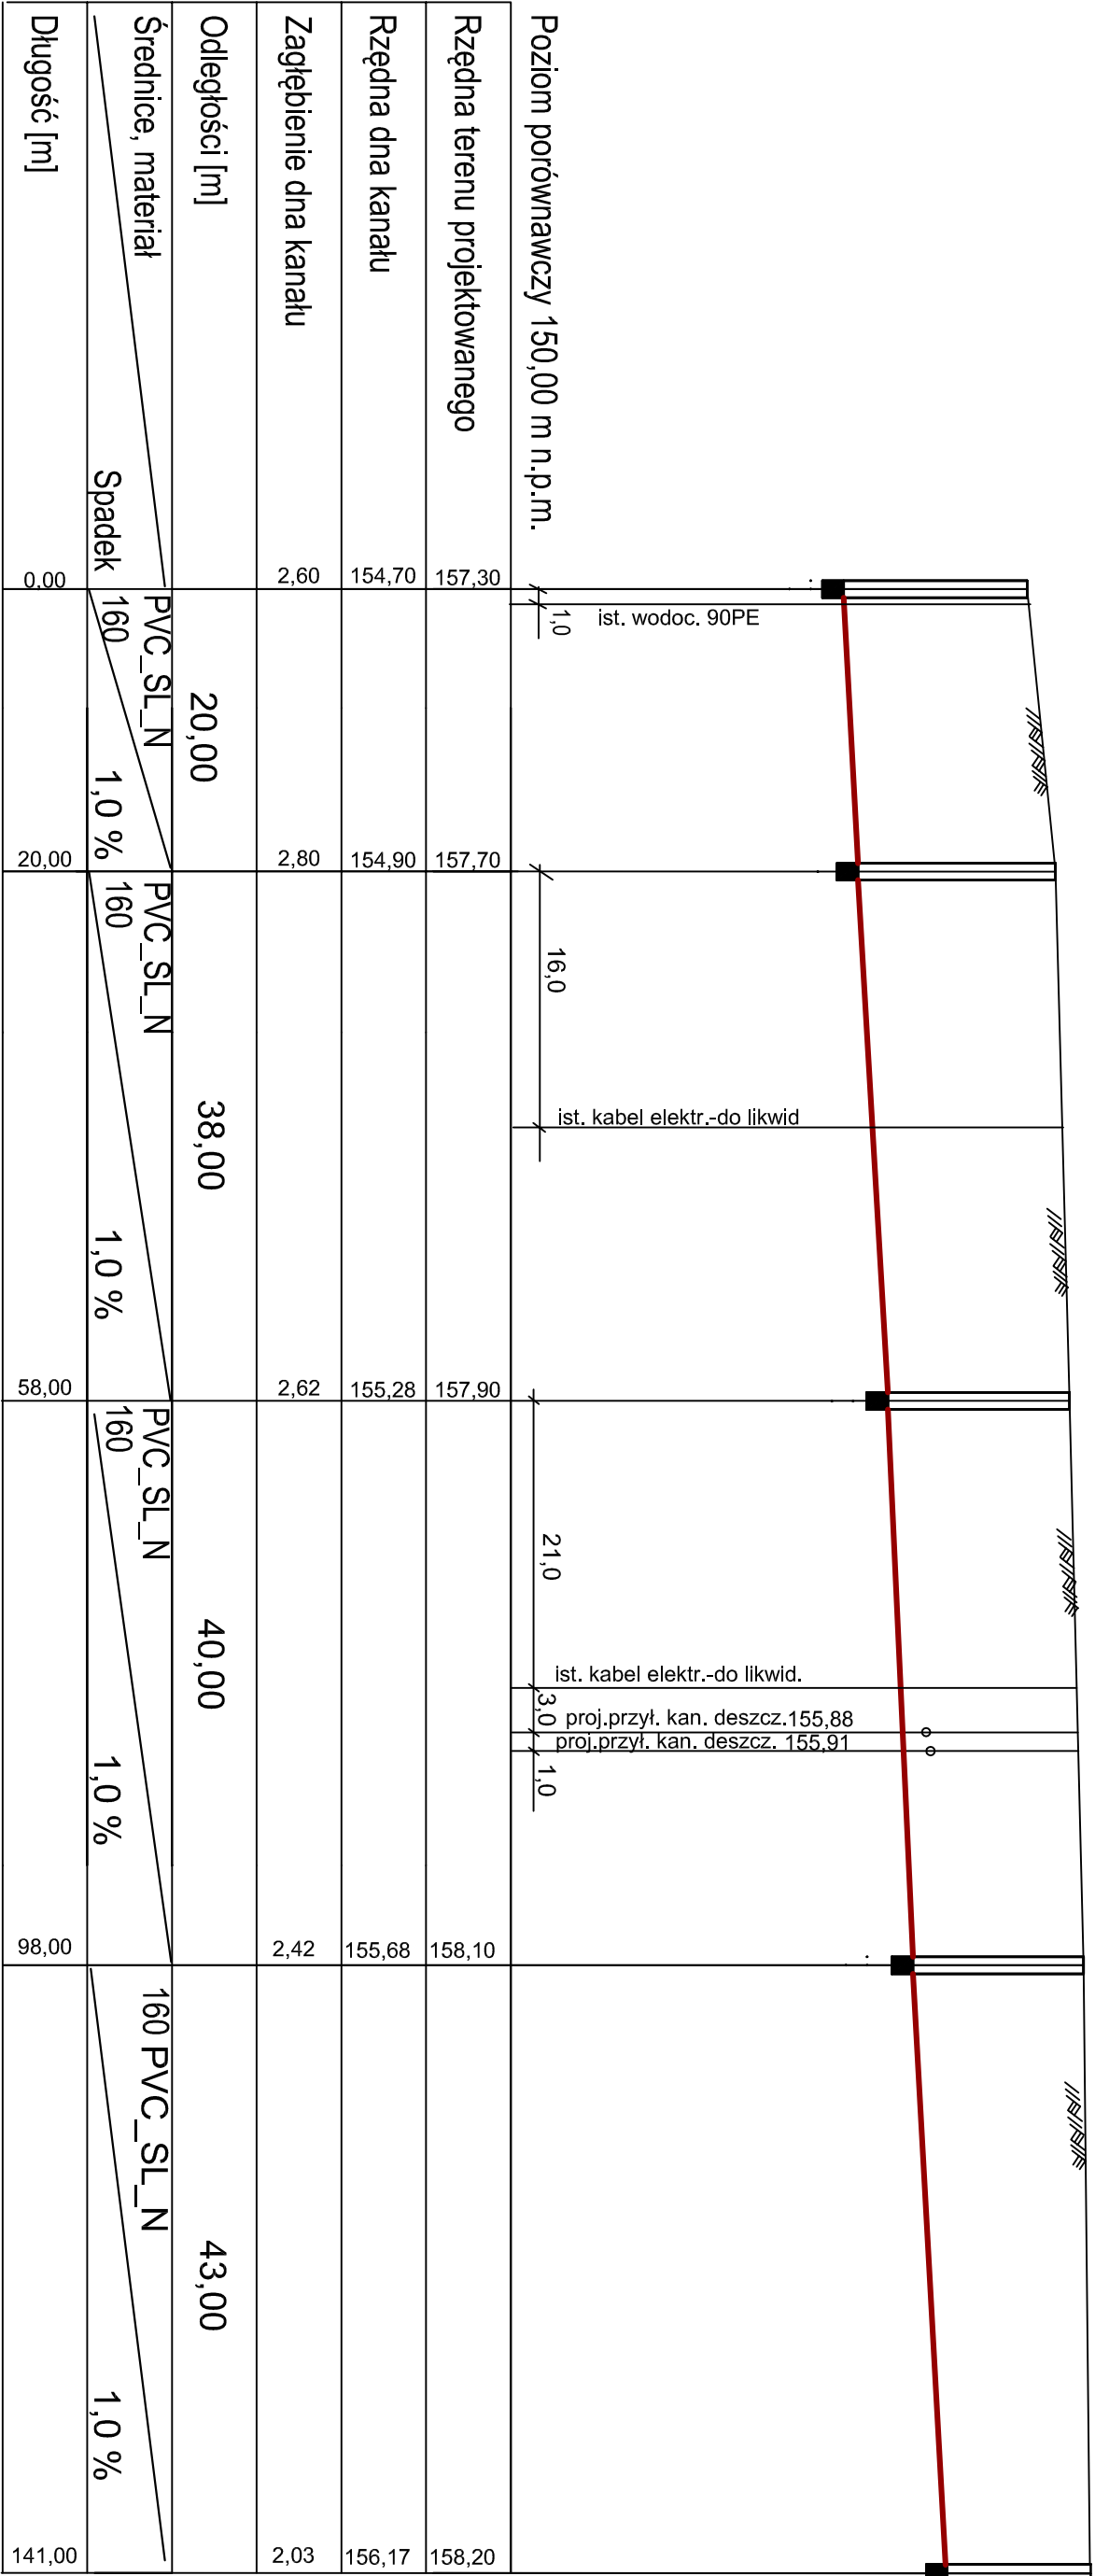 Poziom porównawczy 150,00 m n.p.m.
1,0
ist. wodoc. 90PE
16,0
ist. kabel elektr.-do likwid
21,0
ist. kabel elektr.-do likwid.
3,0
proj.przył. kan. deszcz.155,88
proj.przył. kan. deszcz. 155,91
1,0
Rzędna terenu projektowanego
157,30
157,70
157,90
158,10
158,20
Rzędna dna kanału
154,70
154,90
155,28
155,68
156,17
Zagłębienie dna kanału
2,60
2,80
2,62
2,42
2,03
Odległości [m]
20,00
38,00
40,00
43,00
Średnice, materiał
Spadek
PVC_SL_N
160
1,0 %
PVC_SL_N
160
1,0 %
PVC_SL_N
160
1,0 %
160 PVC_SL_N
1,0 %
Długość [m]
0,00
20,00
58,00
98,00
141,00